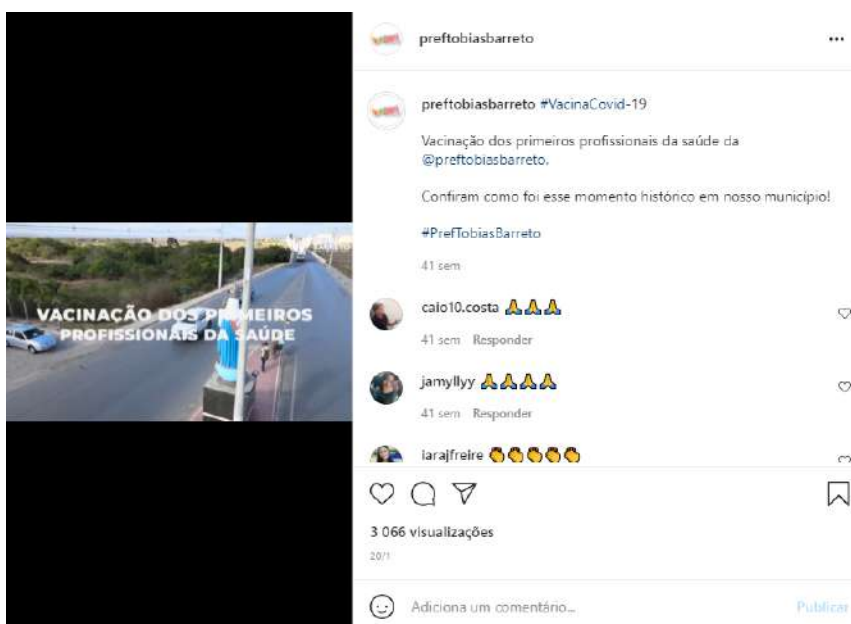 preftobiasbarreto
preftobiasbarreto #VacinaCovid-19
Vacinação dos primeiros profissionais da saúde da
@preftobiasbarreto.
Confiram como foi esse momento histórico em nosso município!
#PrefTobiasBarreto
41 sem
VACINAÇÃO DOS PRIMEIROS
PROFISSIONAIS DA SAÚDE
caio10.costa 🙏🙏🙏
41 sem Responder
jamyllyy 🙏🙏🙏🙏
41 sem Responder
iarajfreire 👏👏👏👏👏
3 066 visualizações
20/1
Adiciona um comentário...
Publicar